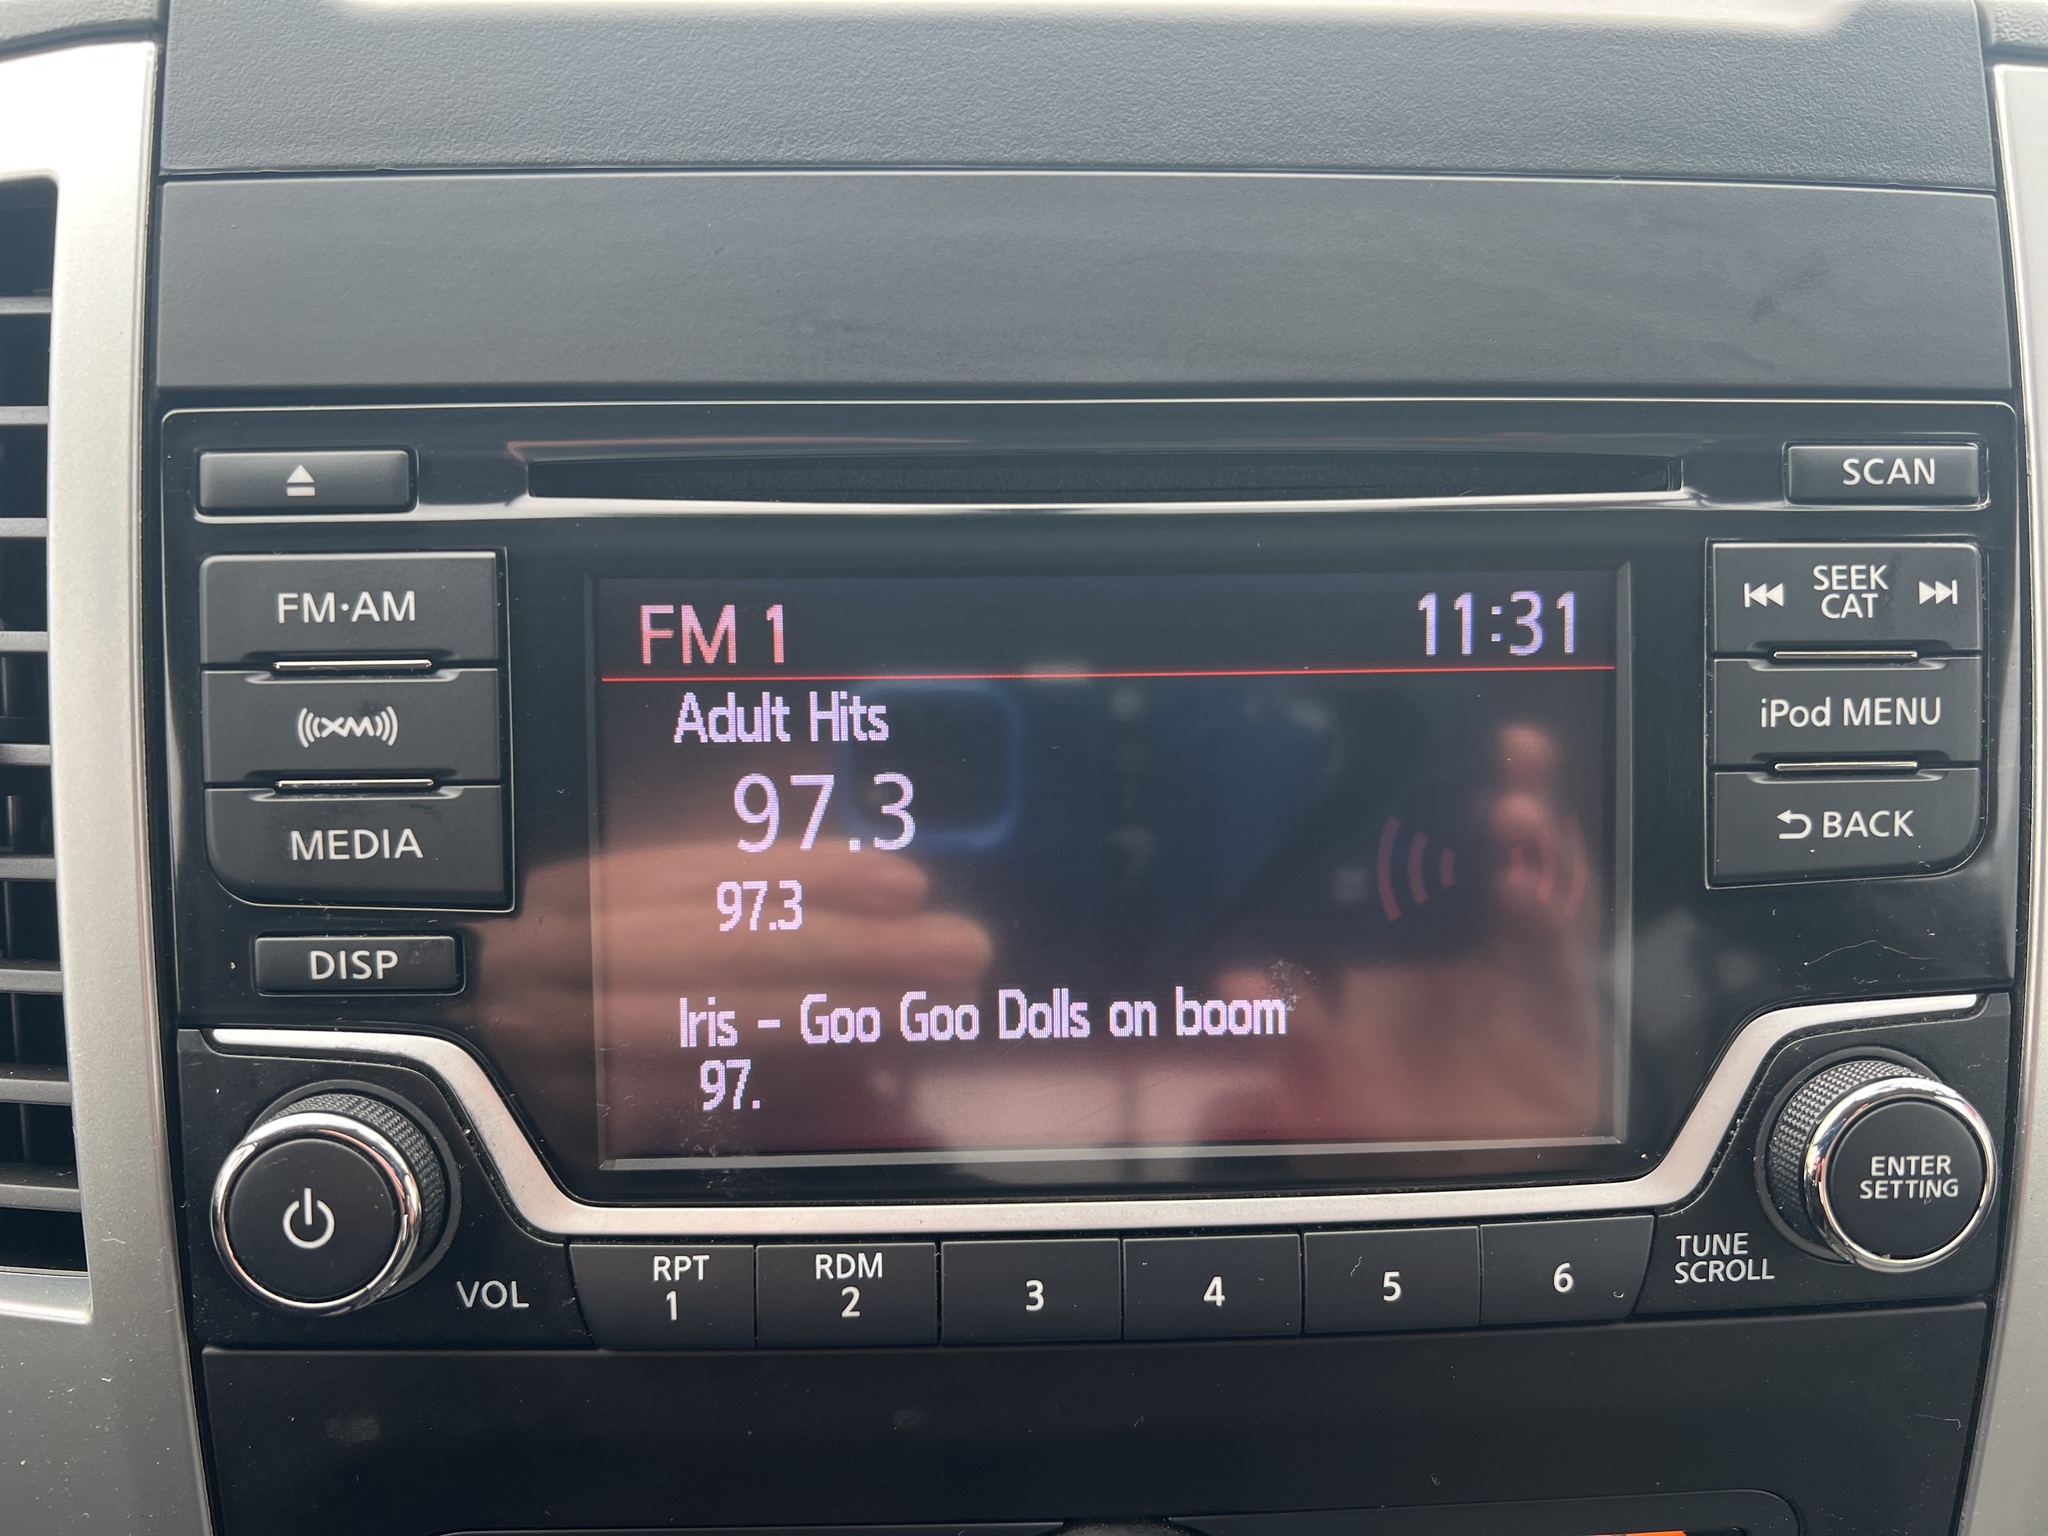 SCAN
FM·AM
SEEK
CAT
XM
iPod MENU
MEDIA
BACK
DISP
FM 1 11:31
Adult Hits
97.3
97.3
Iris - Goo Goo Dolls on boom
97.
VOL
RPT
1
RDM
2
3
4
5
6
TUNE
SCROLL
ENTER
SETTING